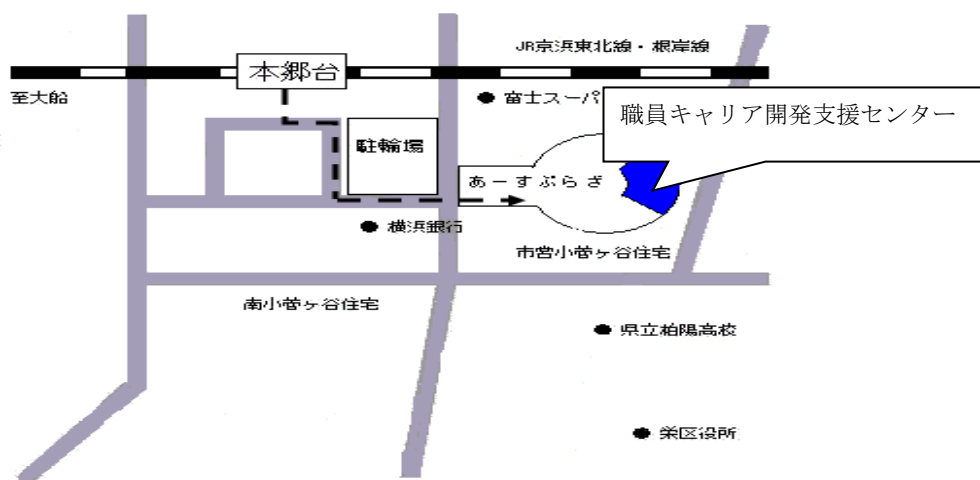 JR京浜東北線・根岸線
本郷台
至大船
富士スーパ
職員キャリア開発支援センター
駐輪場
あーすぷらざ
横浜銀行
市営小菅ヶ谷住宅
南小菅ヶ谷住宅
県立柏陽高校
栄区役所